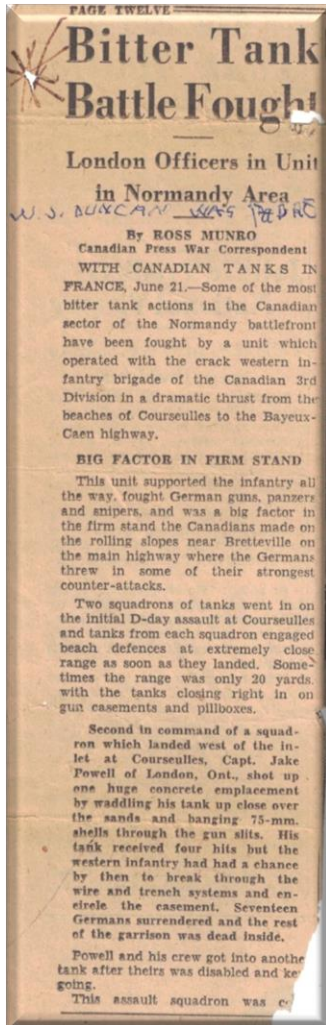 PAGE TWELVE
Bitter Tank
Battle Fought
London Officers in Unit
in Normandy Area
W. J. DUNCAN WAS
By ROSS MUNRO
Canadian Press War Correspondent
WITH CANADIAN TANKS IN
FRANCE, June 21.—Some of the most
bitter tank actions in the Canadian
sector of the Normandy battlefront
have been fought by a unit which
operated with the crack western in-
fantry brigade of the Canadian 3rd
Division in a dramatic thrust from the
beaches of Courseulles to the Bayeux-
Caen highway.
BIG FACTOR IN FIRM STAND
This unit supported the infantry all
the way, fought German guns, panzers
and snipers, and was a big factor in
the firm stand the Canadians made on
the rolling slopes near Bretteville on
the main highway where the Germans
threw in some of their strongest
counter-attacks.
Two squadrons of tanks went in on
the initial D-day assault at Courseulles
and tanks from each squadron engaged
beach defences at extremely close
range as soon as they landed. Some-
times the range was only 20 yards
with the tanks closing right in on
gun casements and pillboxes.
Second in command of a squad-
ron which landed west of the in-
let at Courseulles, Capt. Jake
Powell of London, Ont., shot up
one huge concrete emplacement
by waddling his tank up close over
the sands and banging 75-mm.
shells through the gun slits. His
tank received four hits but the
western infantry had had a chance
by then to break through the
wire and trench systems and en-
circle the casement. Seventeen
Germans surrendered and the rest
of the garrison was dead inside.
Powell and his crew got into anothe
tank after theirs was disabled and ke
going.
This assault squadron was